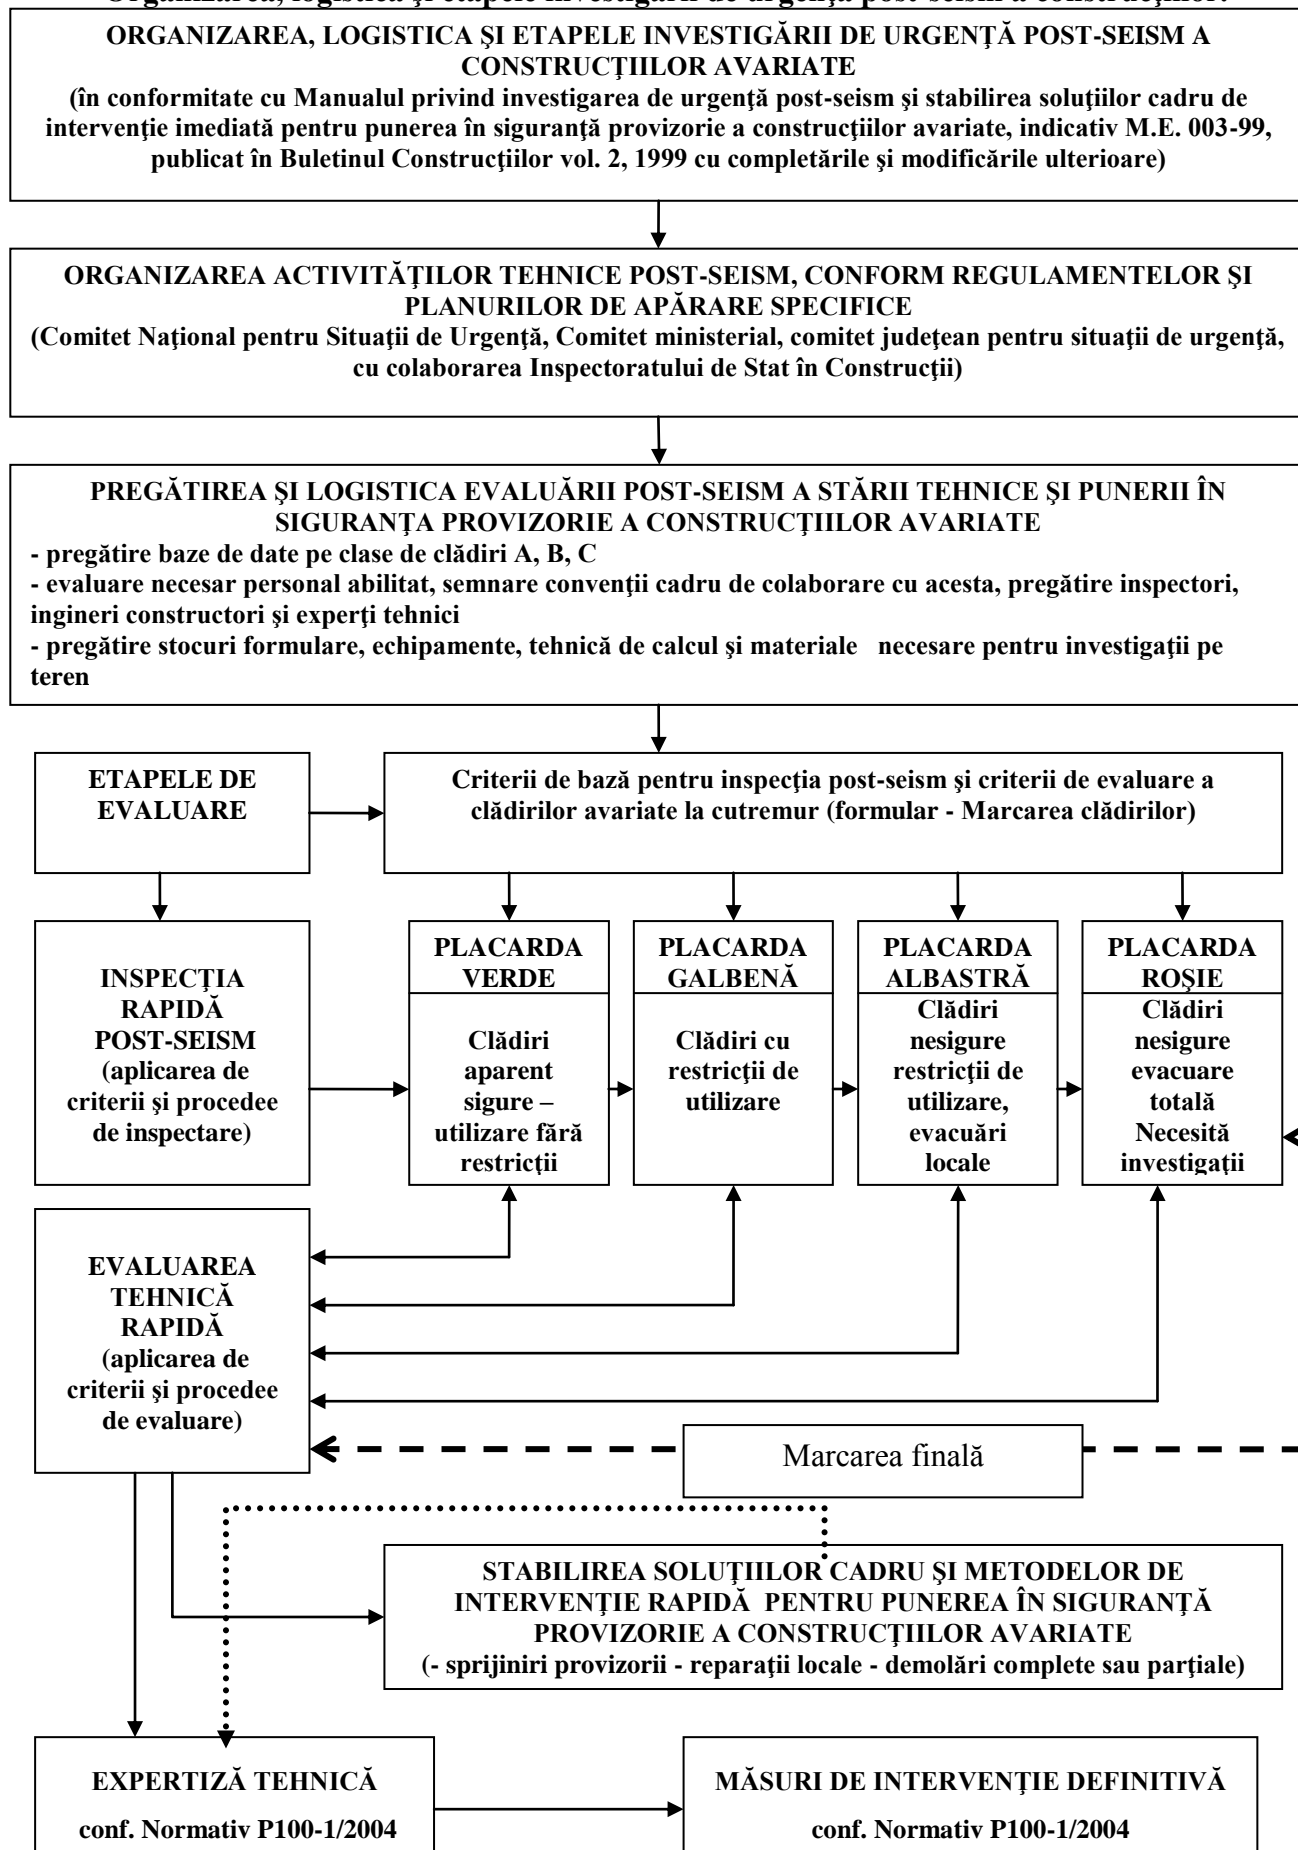 Organizarea, logistica şi etapele investigării de urgenţă post-seism a construcţiilor:
ORGANIZAREA, LOGISTICA ŞI ETAPELE INVESTIGĂRII DE URGENŢĂ POST-SEISM A
CONSTRUCŢIILOR AVARIATE
(în conformitate cu Manualul privind investigarea de urgenţă post-seism şi stabilirea soluţiilor cadru de
intervenţie imediată pentru punerea în siguranţă provizorie a construcţiilor avariate, indicativ M.E. 003-99,
publicat în Buletinul Construcţiilor vol. 2, 1999 cu completările şi modificările ulterioare)
ORGANIZAREA ACTIVITĂŢILOR TEHNICE POST-SEISM, CONFORM REGULAMENTELOR ŞI
PLANURILOR DE APĂRARE SPECIFICE
(Comitet Naţional pentru Situaţii de Urgenţă, Comitet ministerial, comitet judeţean pentru situaţii de urgenţă,
cu colaborarea Inspectoratului de Stat în Construcţii)
PREGĂTIREA ŞI LOGISTICA EVALUĂRII POST-SEISM A STĂRII TEHNICE ŞI PUNERII ÎN
SIGURANŢA PROVIZORIE A CONSTRUCŢIILOR AVARIATE
- pregătire baze de date pe clase de clădiri A, B, C
- evaluare necesar personal abilitat, semnare convenţii cadru de colaborare cu acesta, pregătire inspectori,
ingineri constructori şi experţi tehnici
- pregătire stocuri formulare, echipamente, tehnică de calcul şi materiale necesare pentru investigaţii pe
teren
ETAPELE DE
EVALUARE
Criterii de bază pentru inspecţia post-seism şi criterii de evaluare a
clădirilor avariate la cutremur (formular - Marcarea clădirilor)
INSPECŢIA
RAPIDĂ
POST-SEISM
(aplicarea de
criterii şi procedee
de inspectare)
PLACARDA
VERDE
Clădiri
aparent
sigure –
utilizare fără
restricţii
PLACARDA
GALBENĂ
Clădiri cu
restricţii de
utilizare
PLACARDA
ALBASTRĂ
Clădiri
nesigure
restricţii de
utilizare,
evacuări
locale
PLACARDA
ROŞIE
Clădiri
nesigure
evacuare
totală
Necesită
investigaţii
EVALUAREA
TEHNICĂ
RAPIDĂ
(aplicarea de
criterii şi procedee
de evaluare)
Marcarea finală
STABILIREA SOLUŢIILOR CADRU ŞI METODELOR DE
INTERVENŢIE RAPIDĂ PENTRU PUNEREA ÎN SIGURANŢĂ
PROVIZORIE A CONSTRUCŢIILOR AVARIATE
(- sprijiniri provizorii - reparaţii locale - demolări complete sau parţiale)
EXPERTIZĂ TEHNICĂ
conf. Normativ P100-1/2004
MĂSURI DE INTERVENŢIE DEFINITIVĂ
conf. Normativ P100-1/2004